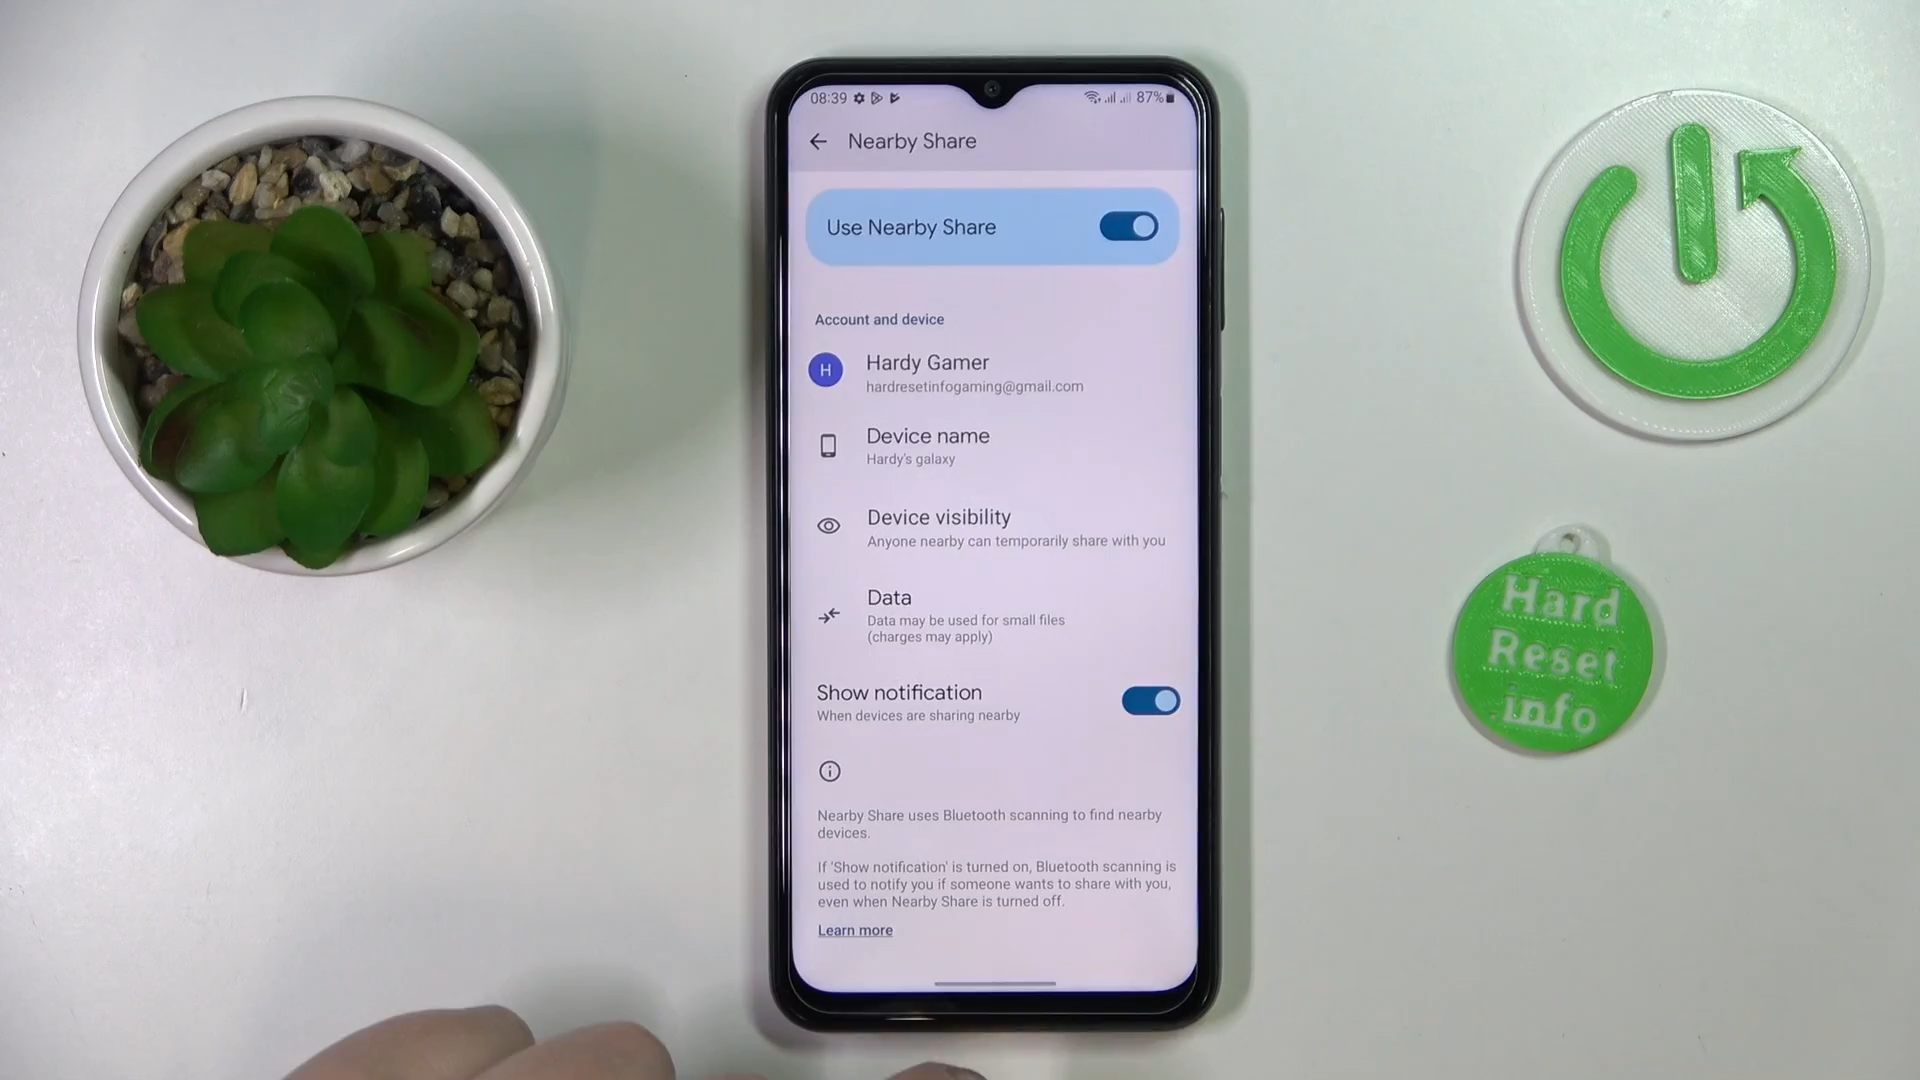 08:39
87%
Nearby Share
Use Nearby Share
Account and device
H
Hardy Gamer
hardresetinfogaming@gmail.com
Device name
Hardy's galaxy
Device visibility
Anyone nearby can temporarily share with you
Data
Data may be used for small files
(charges may apply)
Show notification
When devices are sharing nearby
Nearby Share uses Bluetooth scanning to find nearby
devices.
If 'Show notification' is turned on, Bluetooth scanning is
used to notify you if someone wants to share with you,
even when Nearby Share is turned off.
Learn more
Hard
Reset
info